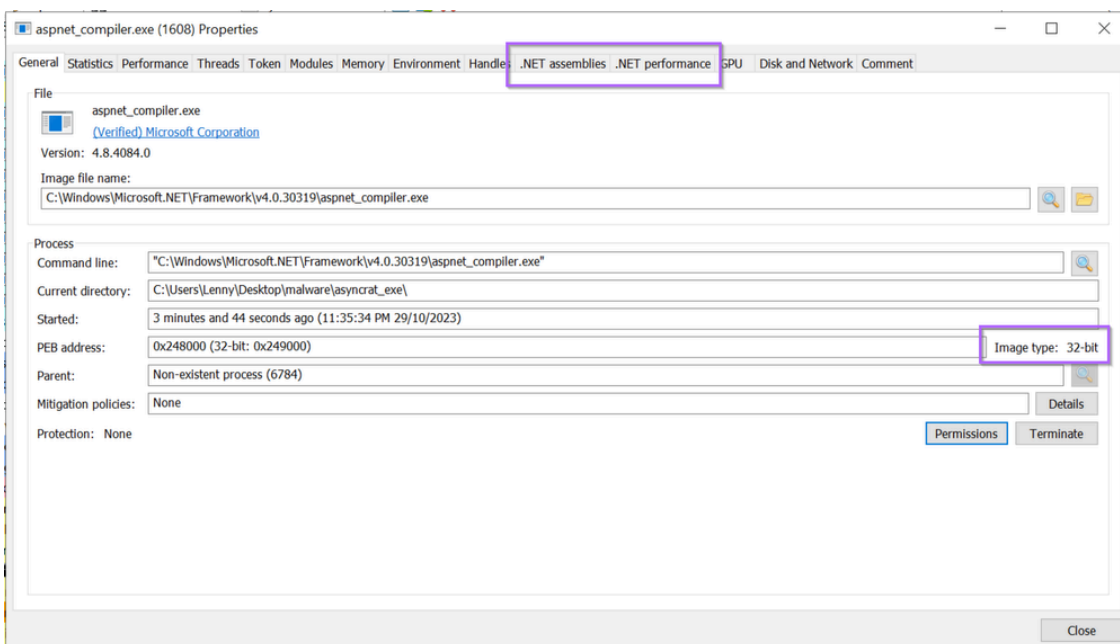 aspnet_compiler.exe (1608) Properties
General Statistics Performance Threads Token Modules Memory Environment Handles .NET assemblies .NET performance GPU Disk and Network Comment
File
aspnet_compiler.exe
(Verified) Microsoft Corporation
Version: 4.8.4084.0
Image file name:
C:\Windows\Microsoft.NET\Framework\v4.0.30319\aspnet_compiler.exe
Process
Command line: "C:\Windows\Microsoft.NET\Framework\v4.0.30319\aspnet_compiler.exe"
Current directory: C:\Users\Lenny\Desktop\malware\asyncrat_exe\
Started: 3 minutes and 44 seconds ago (11:35:34 PM 29/10/2023)
PEB address: 0x248000 (32-bit: 0x249000) Image type: 32-bit
Parent: Non-existent process (6784)
Mitigation policies: None Details
Protection: None Permissions Terminate
Close